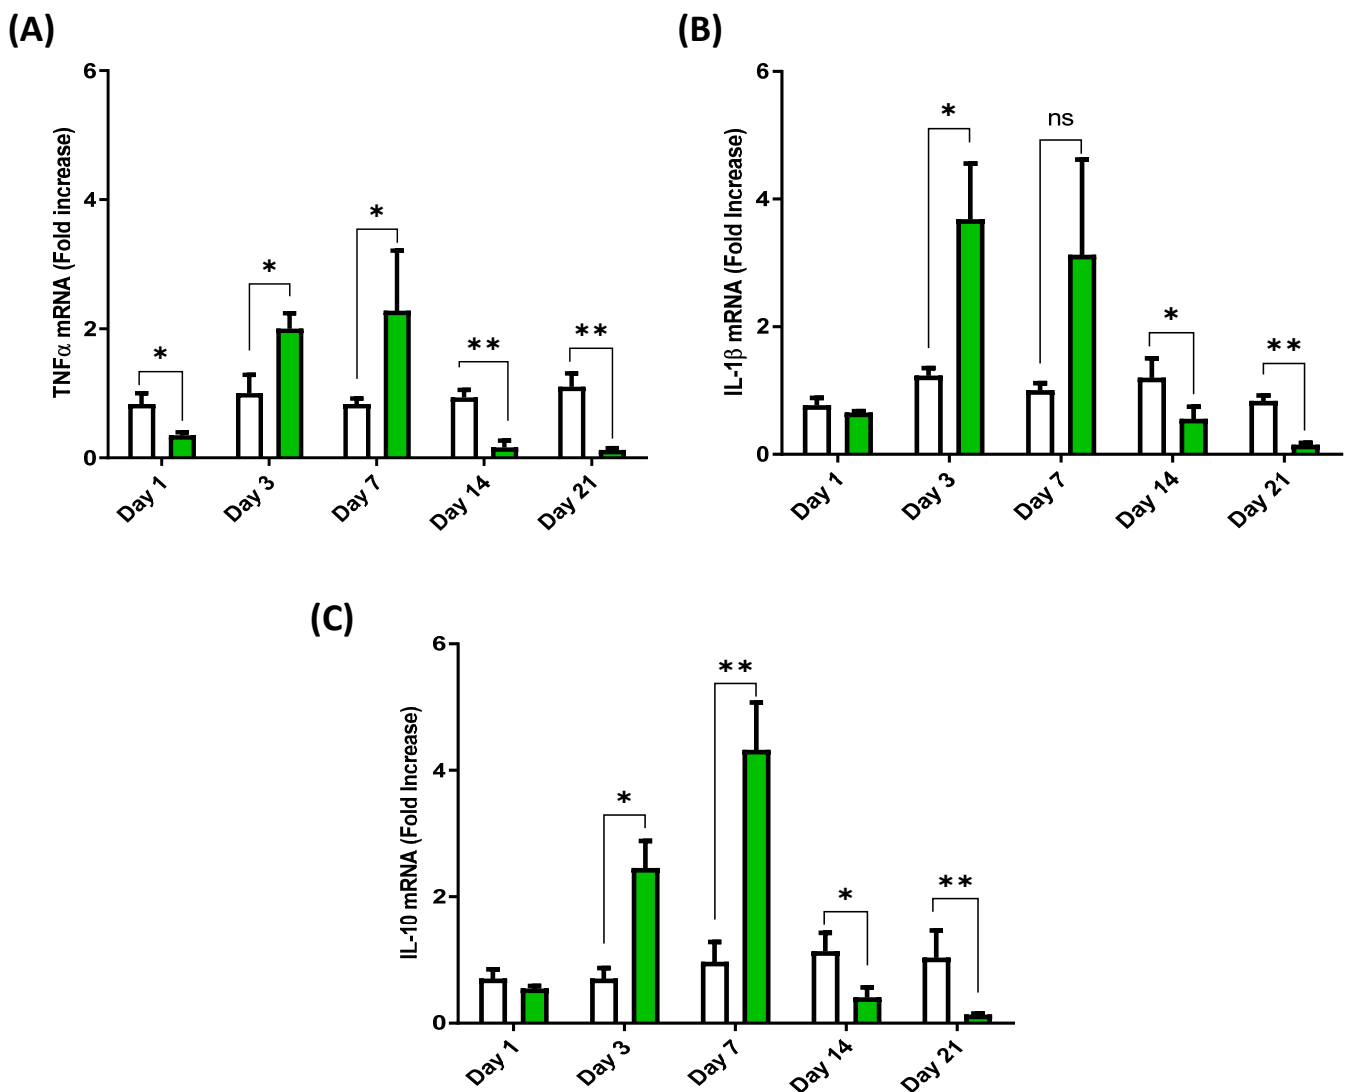 (A)
TNFα mRNA (Fold increase)
6
4
2
0
*
*
*
**
**
Day 1
Day 3
Day 7
Day 14
Day 21
(B)
IL-1β mRNA (Fold Increase)
6
4
2
0
*
ns
*
**
Day 1
Day 3
Day 7
Day 14
Day 21
(C)
IL-10 mRNA (Fold Increase)
6
4
2
0
*
**
*
**
Day 1
Day 3
Day 7
Day 14
Day 21